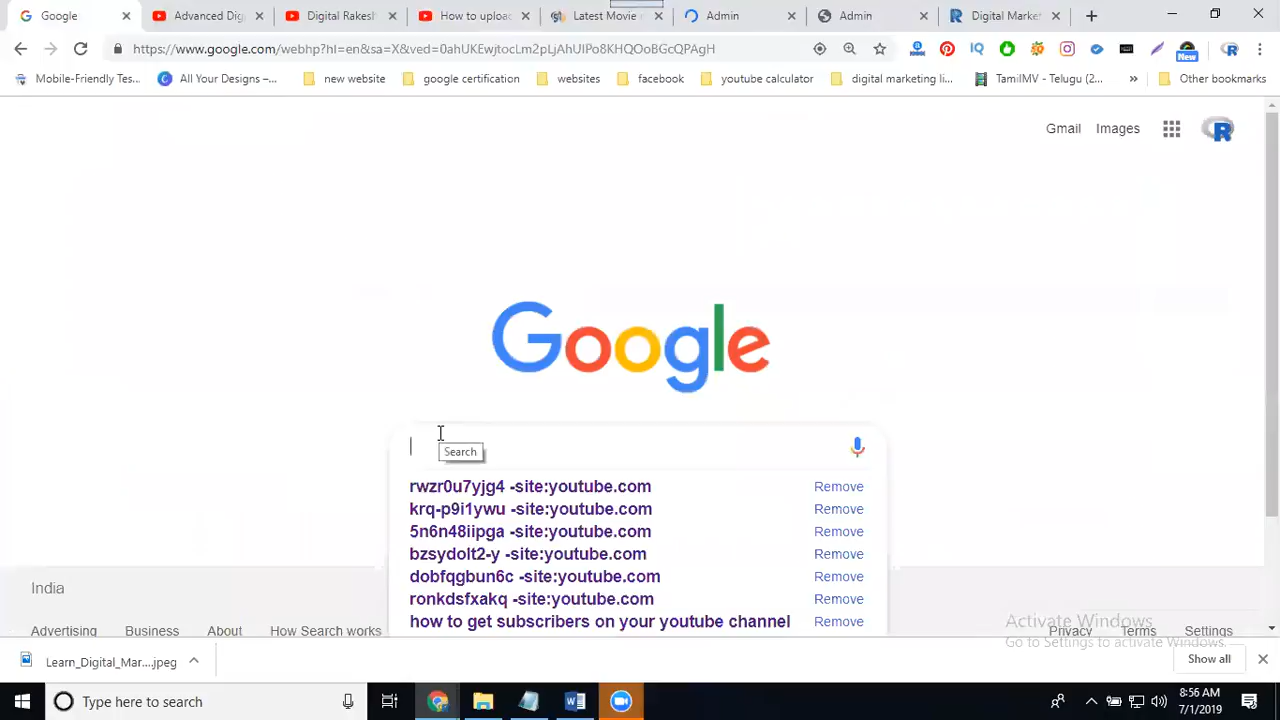 Google
Advanced Dig
Digital Rakesl
How to uploa
Latest Movie
Admin
Admin
Digital Marke
https://www.google.com/webhp?hl=en&sa=X&ved=0ahUKEwjtocLm2pLjAhUIPo8KHQOoBGcQPAgH
New
Mobile-Friendly Tes...
All Your Designs –...
new website
google certification
websites
facebook
youtube calculator
digital marketing li...
TamilMV - Telugu (...
»
Other bookmarks
Gmail
Images
R
Google
Search
rwzr0u7yjg4 -site:youtube.com Remove
krq-p9i1ywu -site:youtube.com Remove
5n6n48iipga -site:youtube.com Remove
bzsydolt2-y -site:youtube.com Remove
dobfqgbun6c -site:youtube.com Remove
ronkdsfxakq -site:youtube.com Remove
how to get subscribers on your youtube channel Remove
India
Advertising Business About How Search works Privacy Terms Settings
Activate Windows
Go to Settings to activate Windows.
Learn_Digital_Mar....jpeg
Show all
Type here to search
8:56 AM
7/1/2019